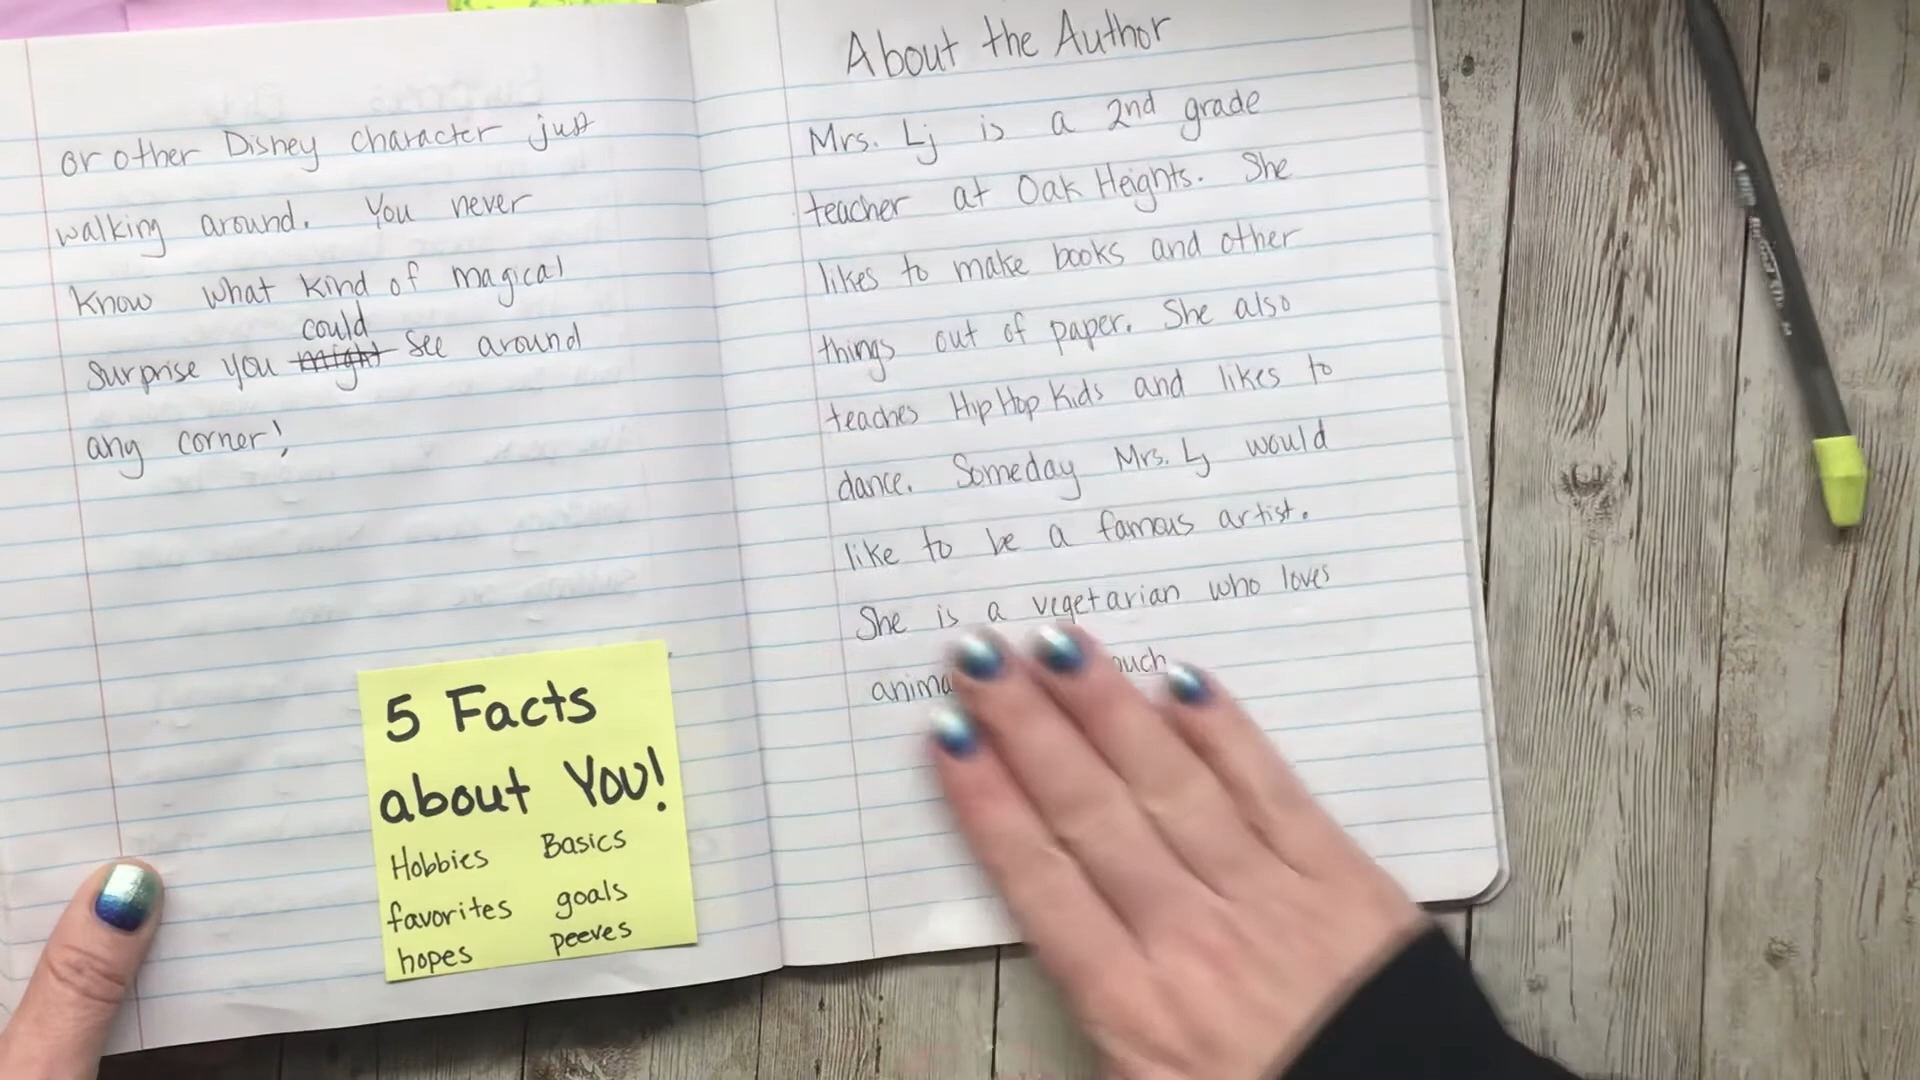 or other Disney character just
walking around. You never
know what kind of magical
could
surprise you might see around
any corner!
5 Facts
about You!
Hobbies Basics
favorites goals
hopes peeves
About the Author
Mrs. Lj is a 2nd grade
teacher at Oak Heights. She
likes to make books and other
things out of paper. She also
teaches Hip Hop Kids and likes to
dance. Someday Mrs. Lj would
like to be a famous artist.
She is a vegetarian who loves